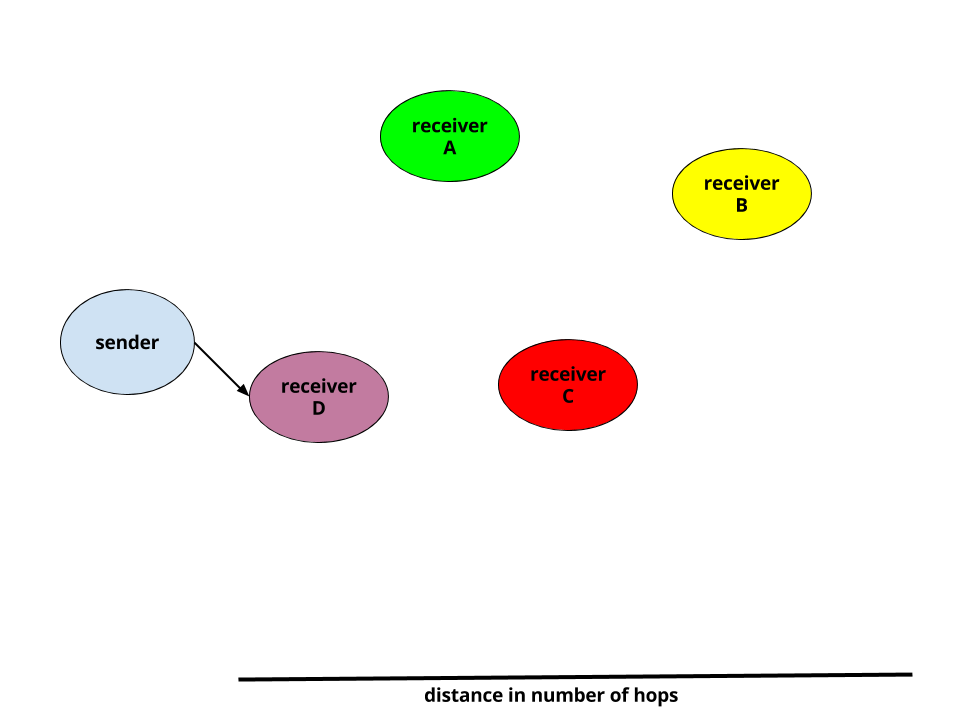 receiver
A
receiver
B
sender
receiver
D
receiver
C
distance in number of hops